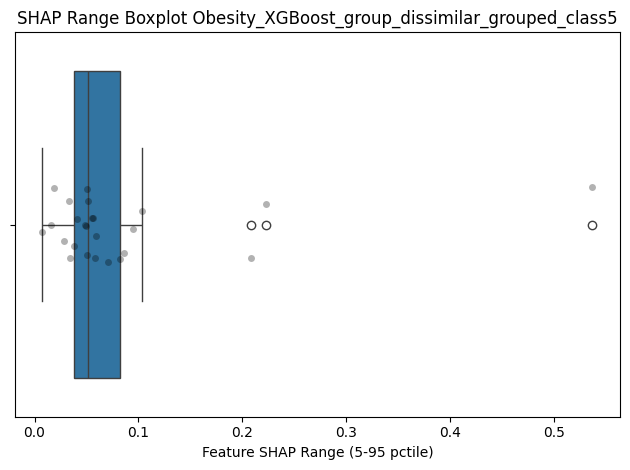 SHAP Range Boxplot Obesity_XGBoost_group_dissimilar_grouped_class5
0.0 0.1 0.2 0.3 0.4 0.5
Feature SHAP Range (5-95 pctile)